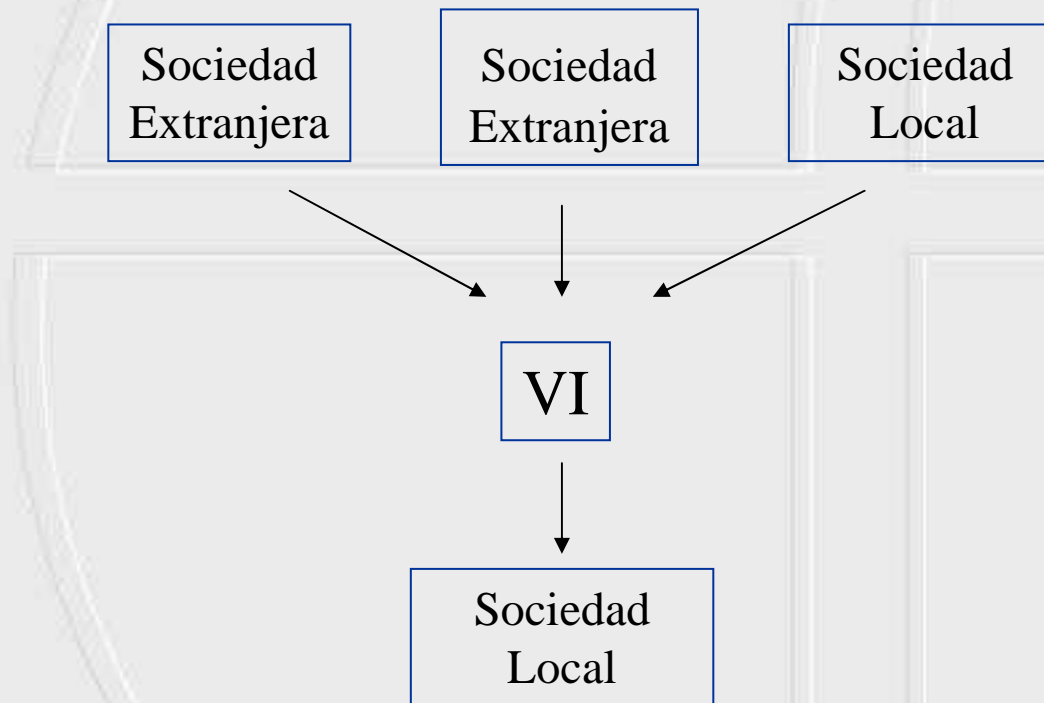 Sociedad
Extranjera
Sociedad
Extranjera
Sociedad
Local
VI
Sociedad
Local